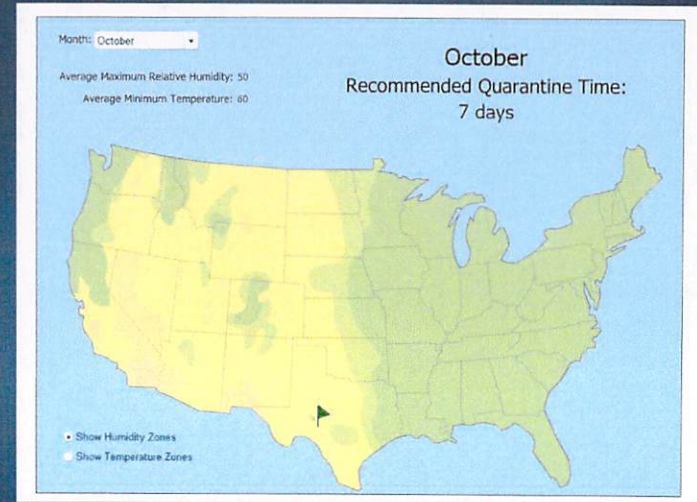 Month: October
Average Maximum Relative Humidity: 50
Average Minimum Temperature: 60
October
Recommended Quarantine Time:
7 days
Show Humidity Zones
Show Temperature Zones